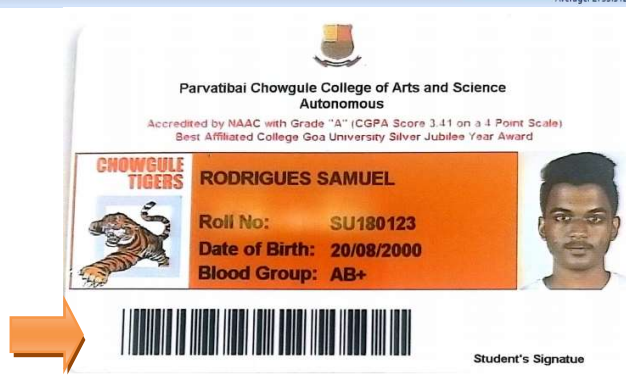 Parvatibai Chowgule College of Arts and Science
Autonomous
Accredited by NAAC with Grade "A" (CGPA Score 3.41 on a 4 Point Scale)
Best Affiliated College Goa University Silver Jubilee Year Award
CHOWGULE
TIGERS
RODRIGUES SAMUEL
Roll No: SU180123
Date of Birth: 20/08/2000
Blood Group: AB+
Student's Signatue